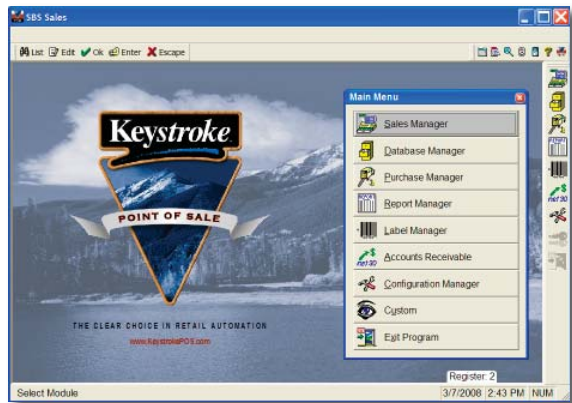 SBS Sales
List Edit Ok Enter Escape
Main Menu
Sales Manager
Database Manager
Purchase Manager
Report Manager
Label Manager
Accounts Receivable
Configuration Manager
Custom
Exit Program
Keystroke
POINT OF SALE
THE CLEAR CHOICE IN RETAIL AUTOMATION
www.KeystrokePOS.com
Register: 2
Select Module
3/7/2008 2:43 PM NUM